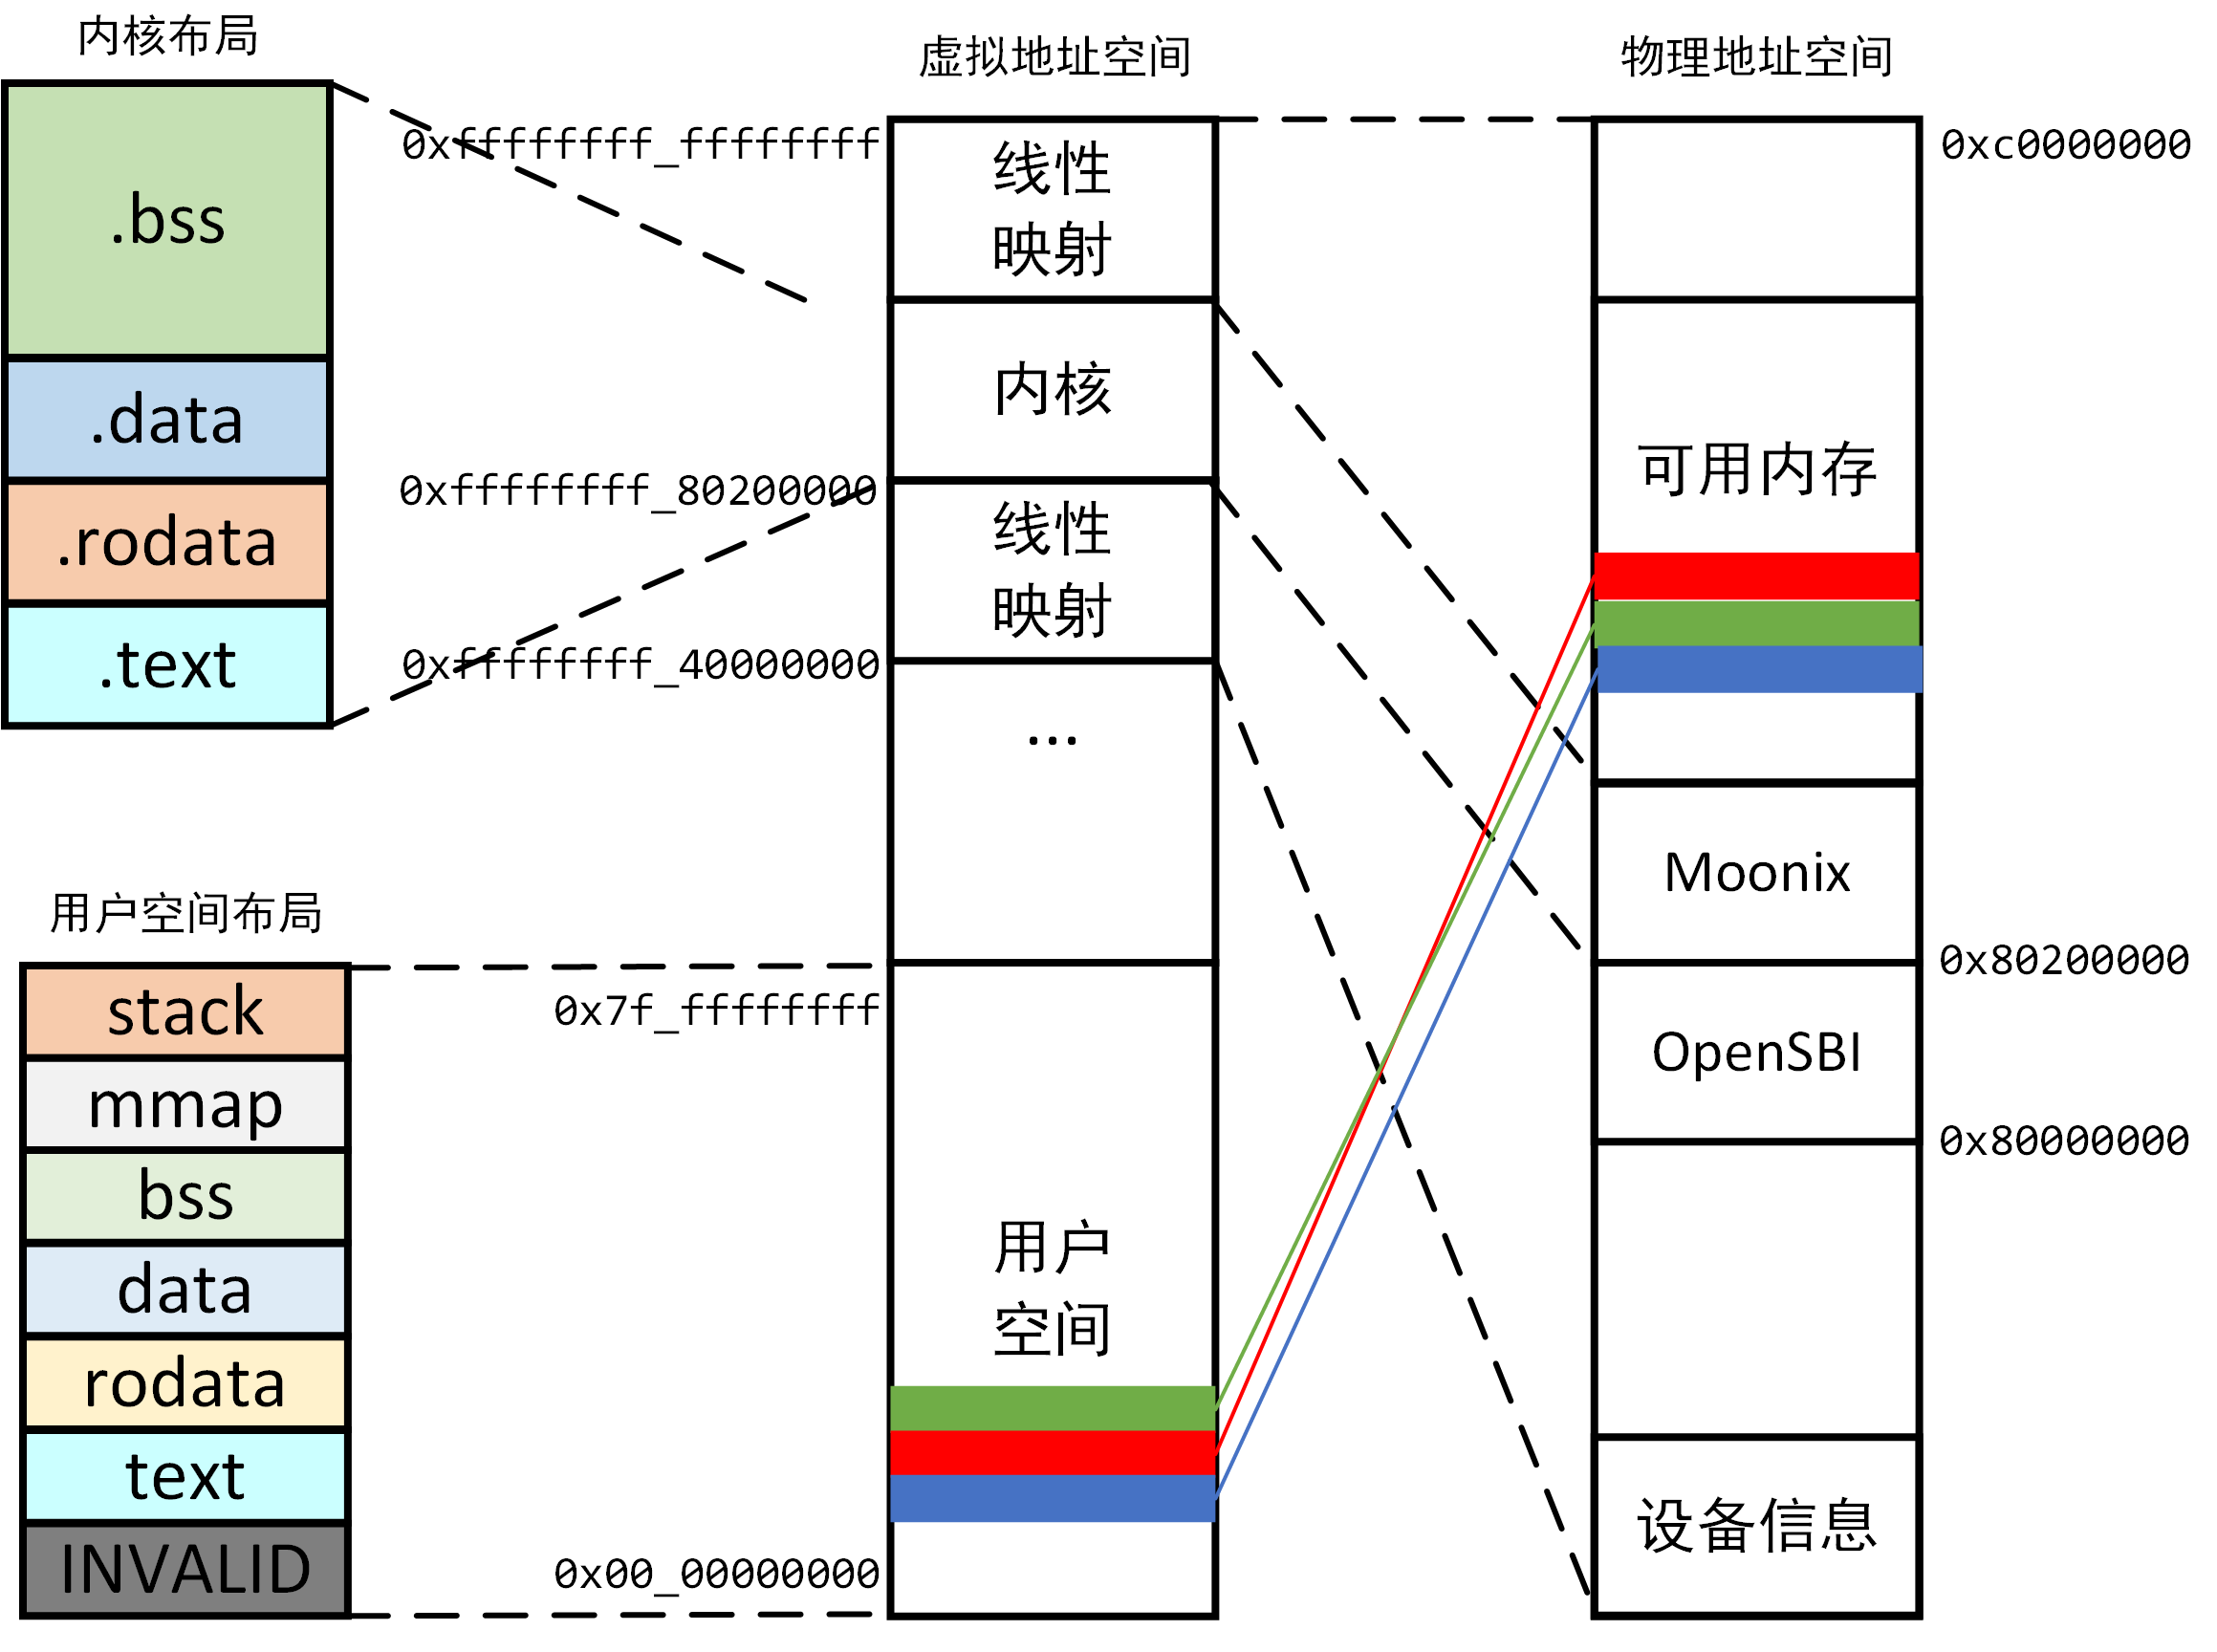 内核布局
.bss
.data
.rodata
.text
用户空间布局
stack
mmap
bss
data
rodata
text
INVALID
虚拟地址空间
0xffffffff_ffffffff
线性
映射
内核
0xffffffff_80200000
线性
映射
0xffffffff_40000000
...
0x7f_ffffffff
用户
空间
0x00_00000000
物理地址空间
0xc0000000
可用内存
Moonix
0x80200000
OpenSBI
0x80000000
设备信息